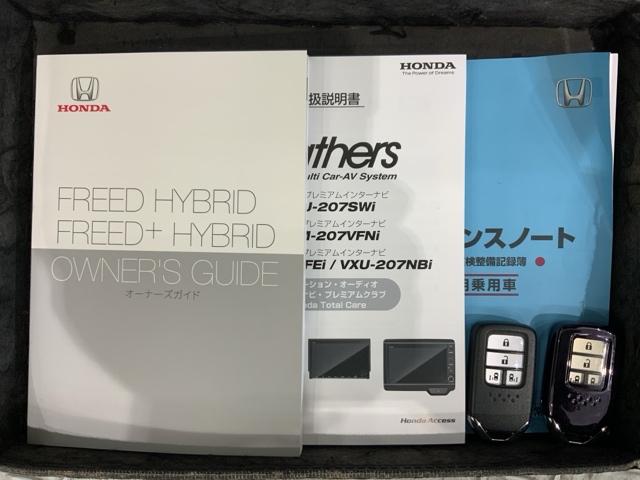 HONDA
FREED HYBRID
FREED+ HYBRID
OWNER'S GUIDE
オーナーズガイド
HONDA
The Power of Dreams
扱説明書
thers
ulti Car-AV System
プレミアムインターナビ
J-207SWi
プレミアムインターナビ
-207VFNi
プレミアムインターナビ
FEi / VXU-207NBi
ーション・オーディオ
ナビ・プレミアムクラブ
nda Total Care
Honda Access
ンスノート
検整備記録簿
用乗用車